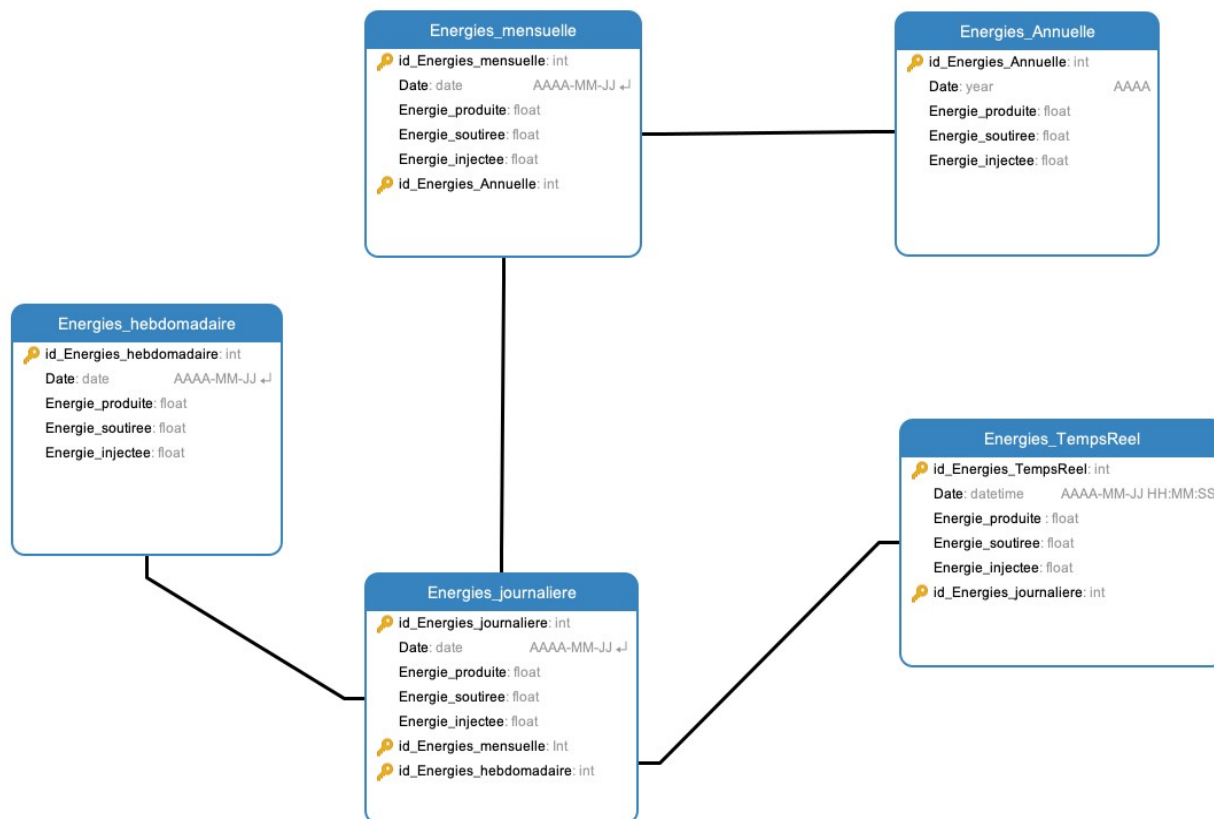 Energies_mensuelle
id_Energies_mensuelle: int
Date: date AAAA-MM-JJ ↵
Energie_produite: float
Energie_soutiree: float
Energie_injectee: float
id_Energies_Annuelle: int
Energies_Annuelle
id_Energies_Annuelle: int
Date: year AAAA
Energie_produite: float
Energie_soutiree: float
Energie_injectee: float
Energies_hebdomadaire
id_Energies_hebdomadaire: int
Date: date AAAA-MM-JJ ↵
Energie_produite: float
Energie_soutiree: float
Energie_injectee: float
Energies_TempsReel
id_Energies_TempsReel: int
Date: datetime AAAA-MM-JJ HH:MM:SS
Energie_produite : float
Energie_soutiree: float
Energie_injectee: float
id_Energies_journaliere: int
Energies_journaliere
id_Energies_journaliere: int
Date: date AAAA-MM-JJ ↵
Energie_produite: float
Energie_soutiree: float
Energie_injectee: float
id_Energies_mensuelle: Int
id_Energies_hebdomadaire: int